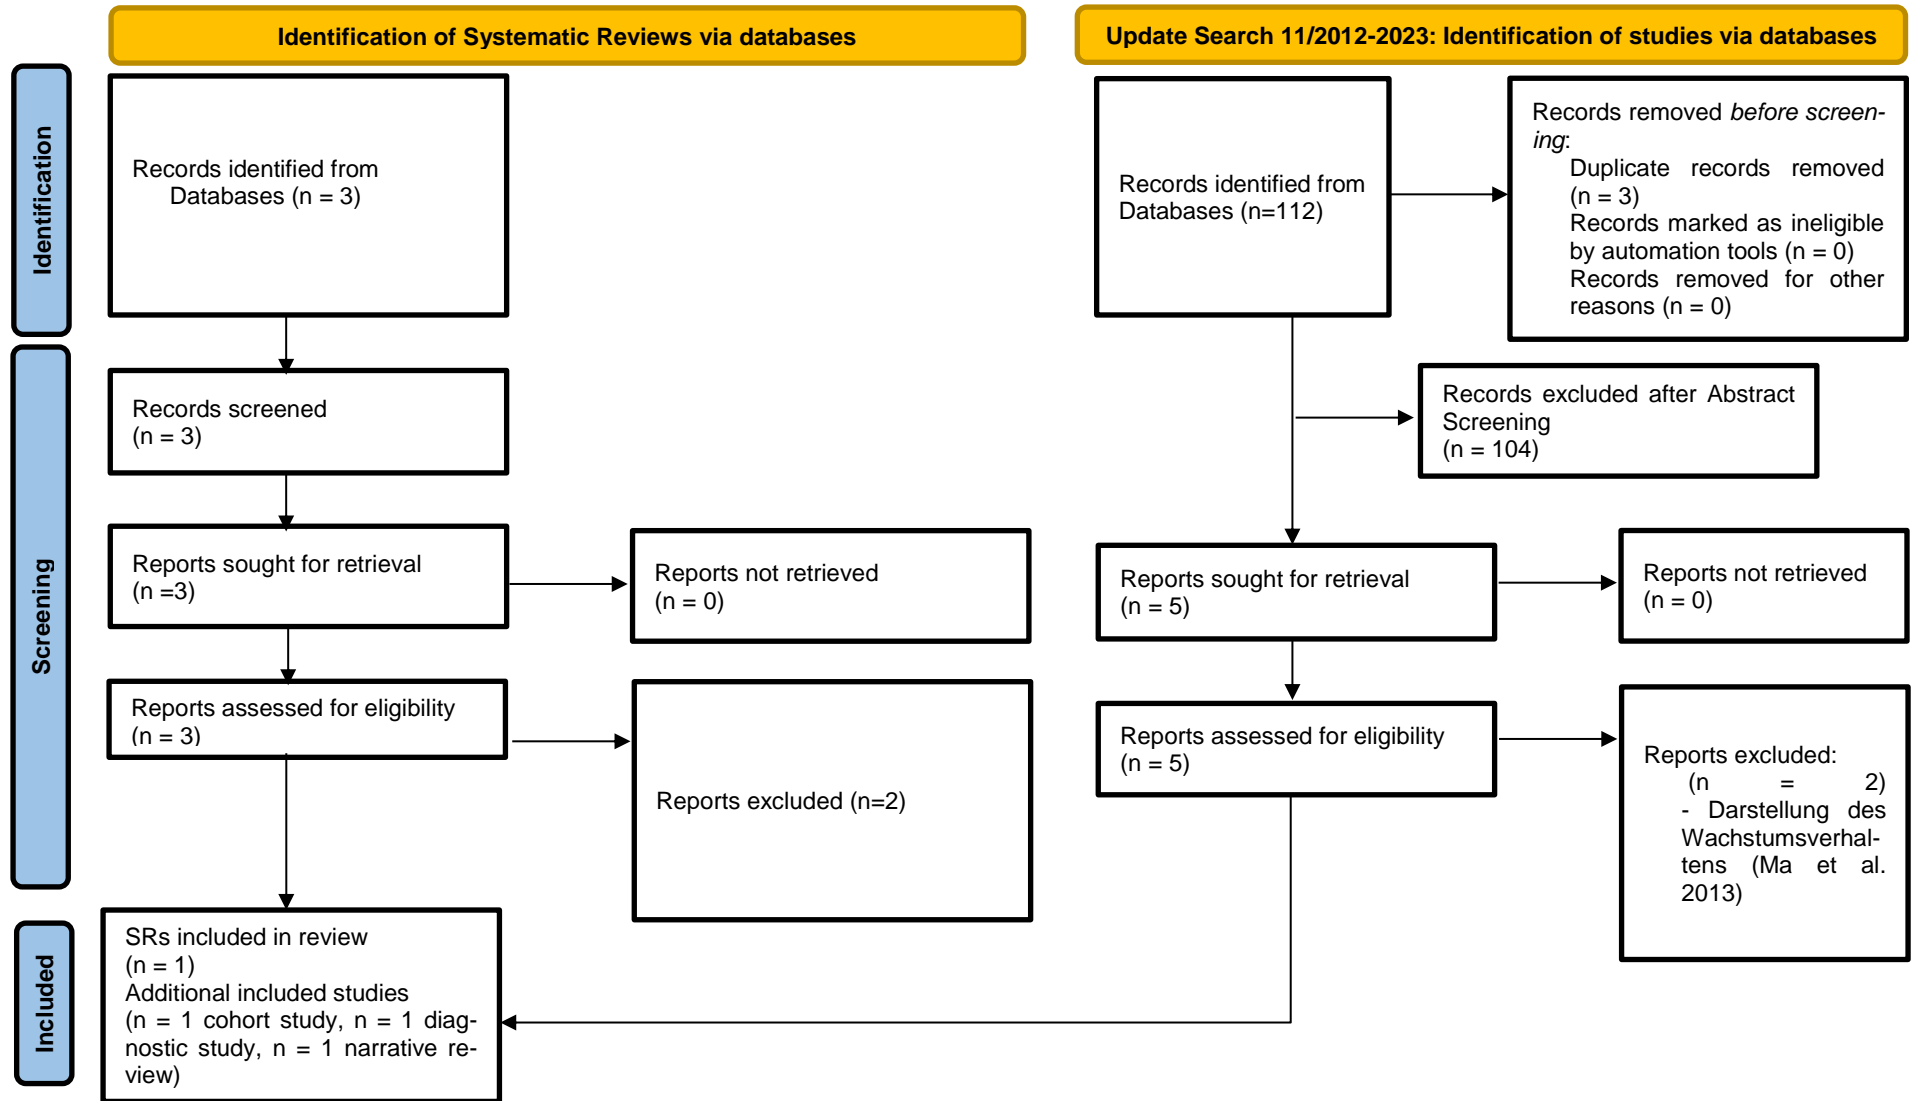 Identification of Systematic Reviews via databases
Update Search 11/2012-2023: Identification of studies via databases
Identification
Records identified from
Databases (n = 3)
Records identified from
Databases (n=112)
Records removed before screen-
ing:
Duplicate records removed
(n = 3)
Records marked as ineligible
by automation tools (n = 0)
Records removed for other
reasons (n = 0)
Screening
Records screened
(n = 3)
Records excluded after Abstract
Screening
(n = 104)
Reports sought for retrieval
(n =3)
Reports not retrieved
(n = 0)
Reports sought for retrieval
(n = 5)
Reports not retrieved
(n = 0)
Reports assessed for eligibility
(n = 3)
Reports excluded (n=2)
Reports assessed for eligibility
(n = 5)
Reports excluded:
(n = 2)
- Darstellung des
Wachstumsverhal-
tens (Ma et al.
2013)
Included
SRs included in review
(n = 1)
Additional included studies
(n = 1 cohort study, n = 1 diag-
nostic study, n = 1 narrative re-
view)